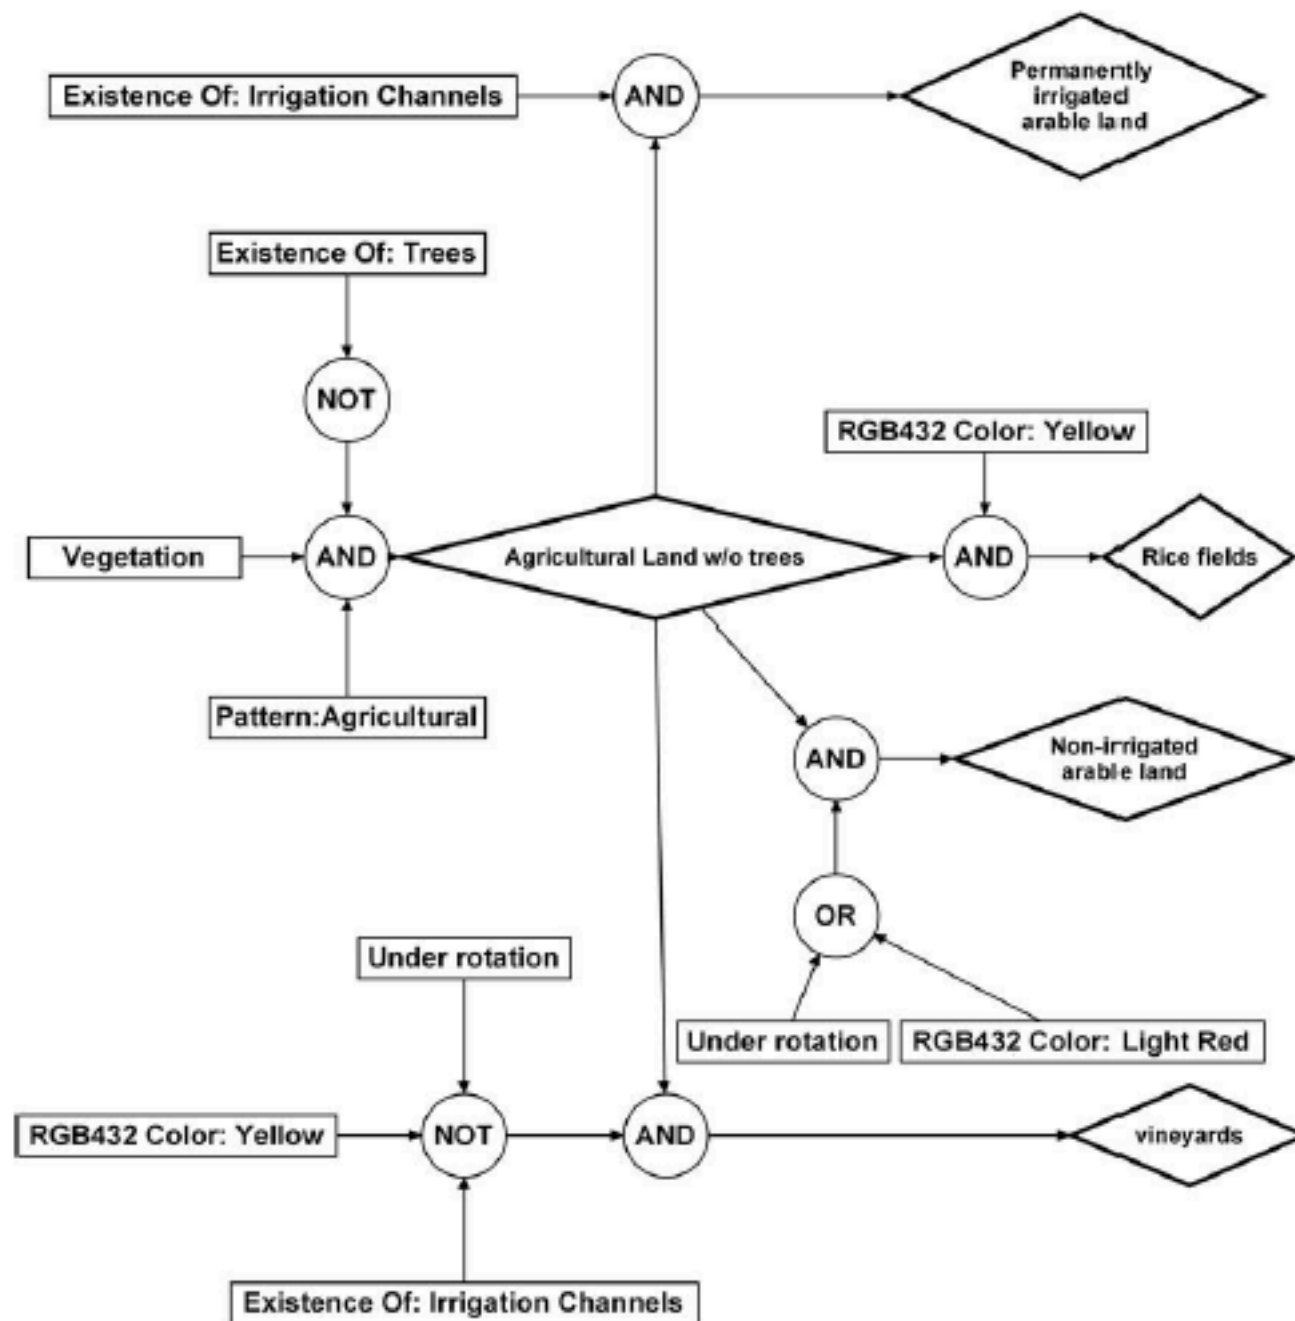 Existence Of: Irrigation Channels
AND
Permanently
irrigated
arable land
Existence Of: Trees
NOT
RGB432 Color: Yellow
Vegetation
AND
Agricultural Land w/o trees
AND
Rice fields
Pattern:Agricultural
AND
Non-irrigated
arable land
OR
Under rotation
Under rotation
RGB432 Color: Light Red
RGB432 Color: Yellow
NOT
AND
vineyards
Existence Of: Irrigation Channels